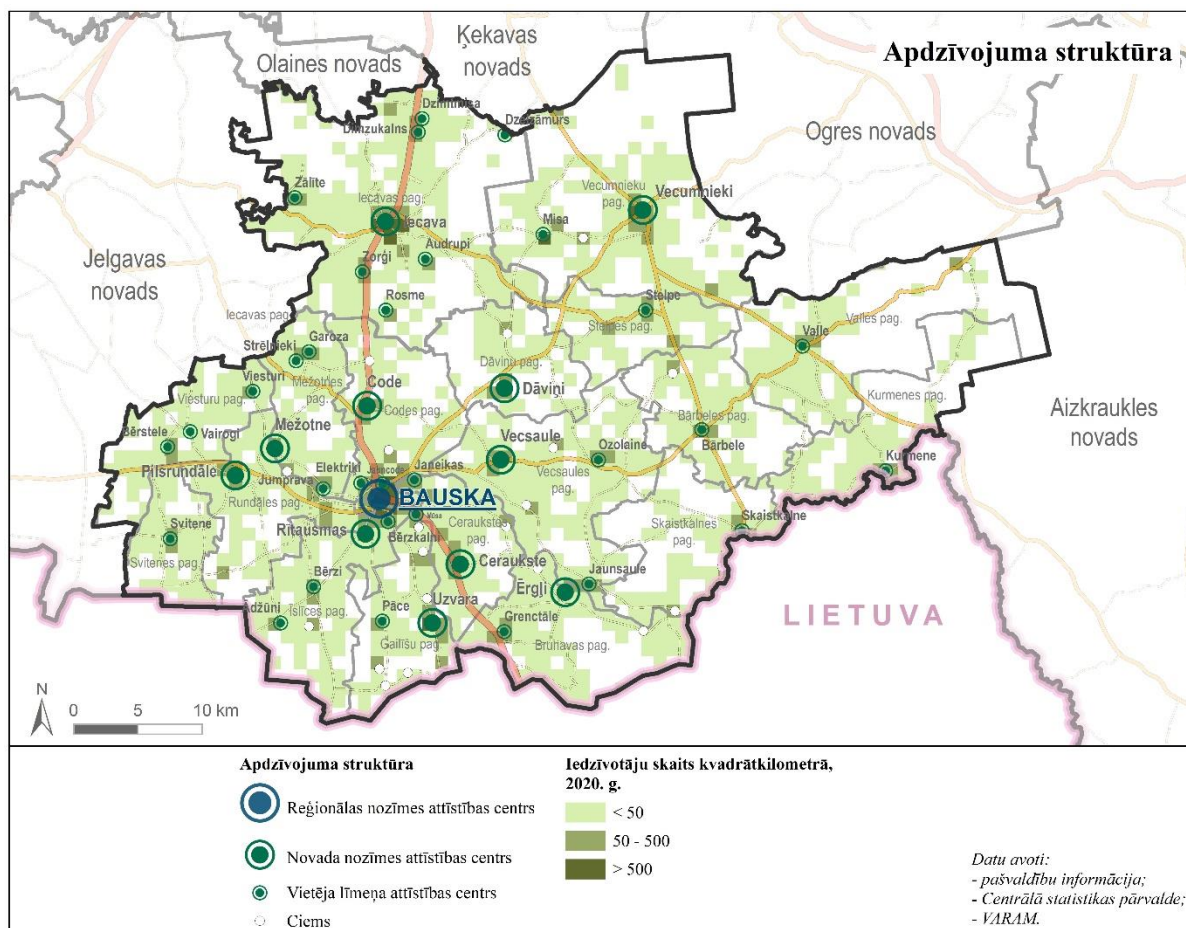 Apdzīvojuma struktūra
Ķekavas
novads
Olaines novads
Ogres novads
Jelgavas
novads
Aizkraukles
novads
LIETUVA
Dzimzukalns
Dzelzāmurs
Zālīte
Iecavas pag.
Iecava
Vecumnieku
pag.
Vecumnieki
Misa
Zorģi
Audrupi
Rosme
Stelpe
Stelpes pag.
Valle
Valles pag.
Iecavas pag.
Garoza
Strēlnieki
Mežotnes
pag.
Viesturi
Viesturu pag.
Code
Codes pag.
Dāviņu pag.
Dāviņi
Kurmenes pag.
Bērstele
Vairogi
Mežotne
Vecsaule
Ozolaine
Bārbeles pag.
Bārbele
Pilsrundāle
Jumprava
Elektriķi
Jauncode
Janeikas
Vecsaules
pag.
Kurmene
Rundāles pag.
BAUSKA
Svitene
Svitenes pag.
Rītausmas
Bērzkalni
Ceraukstes
pag.
Skaistkalnes
pag.
Skaistkalne
Ceraukste
Bērzi
Ērgļi
Jaunsaule
Ādžūni
Īslīces pag.
Pāce
Uzvara
Gailīšu pag.
Grenctāle
Brunavas pag.
N
0 5 10 km
Apdzīvojuma struktūra
Reģionālas nozīmes attīstības centrs
Novada nozīmes attīstības centrs
Vietēja līmeņa attīstības centrs
Ciems
Iedzīvotāju skaits kvadrātkilometrā,
2020. g.
< 50
50 - 500
> 500
Datu avoti:
- pašvaldību informācija;
- Centrālā statistikas pārvalde;
- VARAM.